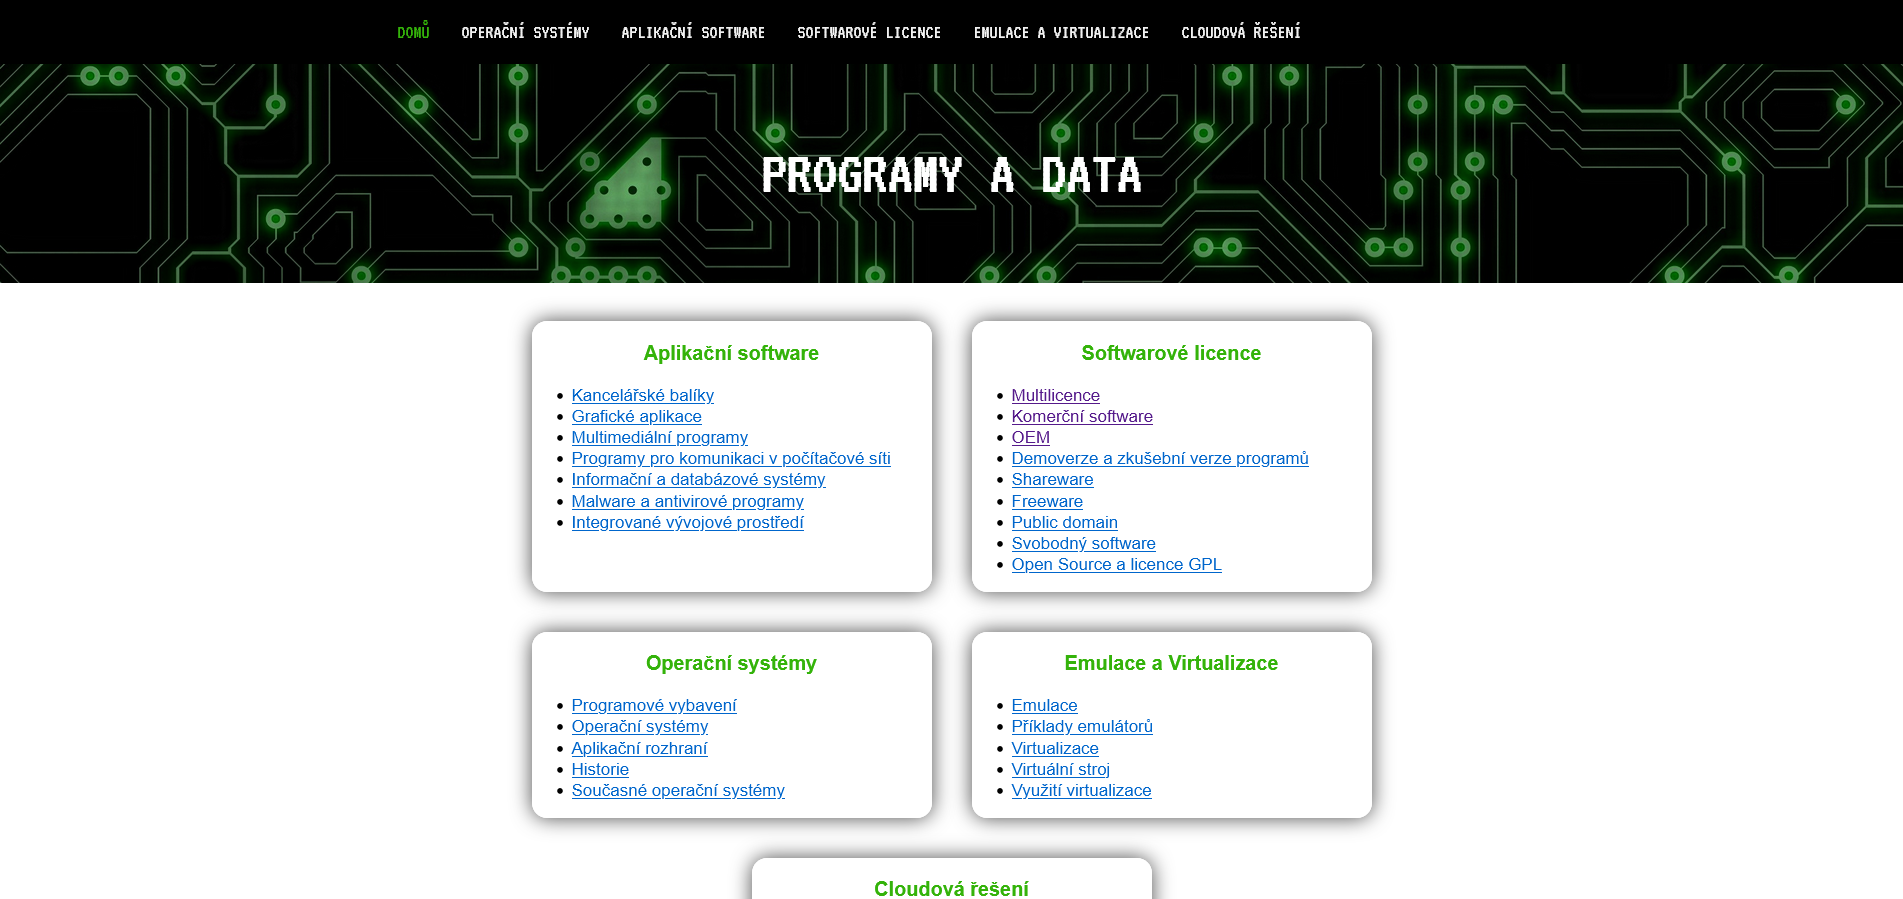 DOMŮ OPERAČNÍ SYSTÉMY APLIKAČNÍ SOFTWARE SOFTWAROVÉ LICENCE EMULACE A VIRTUALIZACE CLOUDOVÁ ŘEŠENÍ
PROGRAMY A DATA
Aplikační software
Kancelářské balíky
Grafické aplikace
Multimediální programy
Programy pro komunikaci v počítačové síti
Informační a databázové systémy
Malware a antivirové programy
Integrované vývojové prostředí
Softwarové licence
Multilicence
Komerční software
OEM
Demoverze a zkušební verze programů
Shareware
Freeware
Public domain
Svobodný software
Open Source a licence GPL
Operační systémy
Programové vybavení
Operační systémy
Aplikační rozhraní
Historie
Současné operační systémy
Emulace a Virtualizace
Emulace
Příklady emulátorů
Virtualizace
Virtuální stroj
Využití virtualizace
Cloudová řešení